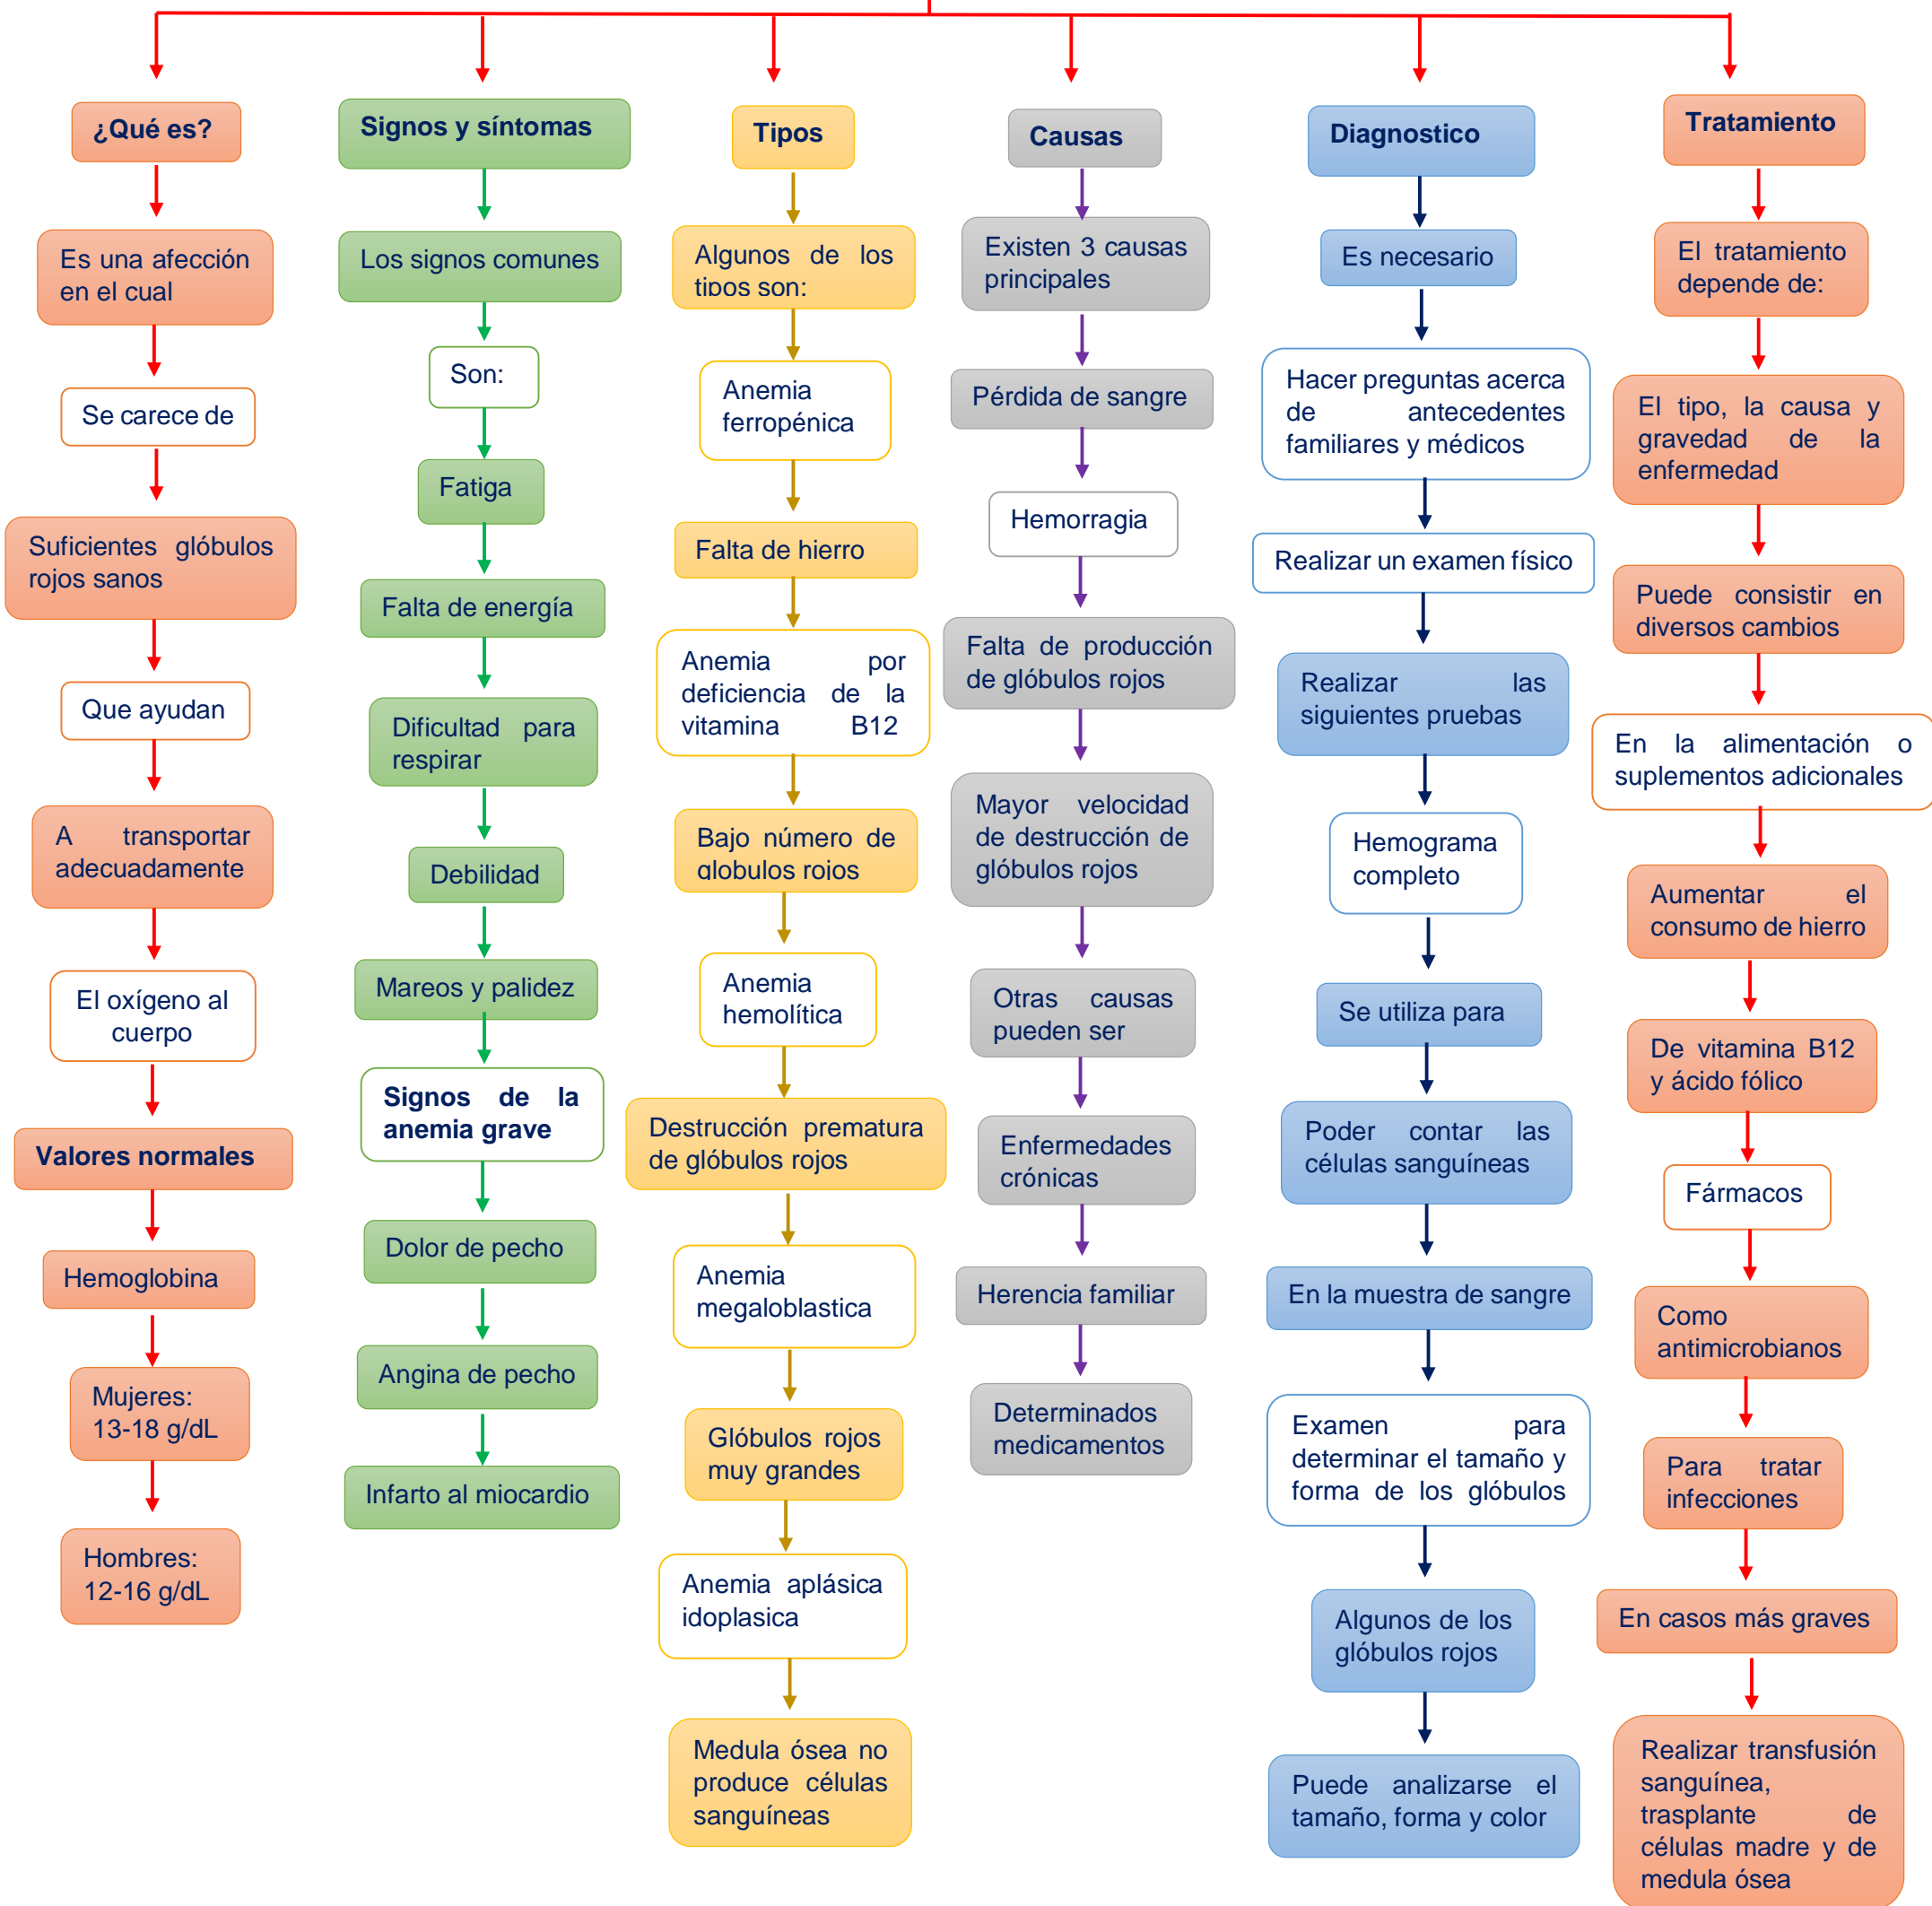 ¿Qué es?
Es una afección
en el cual
Se carece de
Suficientes glóbulos
rojos sanos
Que ayudan
A transportar
adecuadamente
El oxígeno al
cuerpo
Valores normales
Hemoglobina
Mujeres:
13-18 g/dL
Hombres:
12-16 g/dL
Signos y síntomas
Los signos comunes
Son:
Fatiga
Falta de energía
Dificultad para
respirar
Debilidad
Mareos y palidez
Signos de la
anemia grave
Dolor de pecho
Angina de pecho
Infarto al miocardio
Tipos
Algunos de los
tipos son:
Anemia
ferropénica
Falta de hierro
Anemia por
deficiencia de la
vitamina B12
Bajo número de
globulos rojos
Anemia
hemolítica
Destrucción prematura
de glóbulos rojos
Anemia
megaloblastica
Glóbulos rojos
muy grandes
Anemia aplásica
idoplasica
Medula ósea no
produce células
sanguíneas
Causas
Existen 3 causas
principales
Pérdida de sangre
Hemorragia
Falta de producción
de glóbulos rojos
Mayor velocidad
de destrucción de
glóbulos rojos
Otras causas
pueden ser
Enfermedades
crónicas
Herencia familiar
Determinados
medicamentos
Diagnostico
Es necesario
Hacer preguntas acerca
de antecedentes
familiares y médicos
Realizar un examen físico
Realizar las
siguientes pruebas
Hemograma
completo
Se utiliza para
Poder contar las
células sanguíneas
En la muestra de sangre
Examen para
determinar el tamaño y
forma de los glóbulos
Algunos de los
glóbulos rojos
Puede analizarse el
tamaño, forma y color
Tratamiento
El tratamiento
depende de:
El tipo, la causa y
gravedad de la
enfermedad
Puede consistir en
diversos cambios
En la alimentación o
suplementos adicionales
Aumentar el
consumo de hierro
De vitamina B12
y ácido fólico
Fármacos
Como
antimicrobianos
Para tratar
infecciones
En casos más graves
Realizar transfusión
sanguínea,
trasplante de
células madre y de
medula ósea